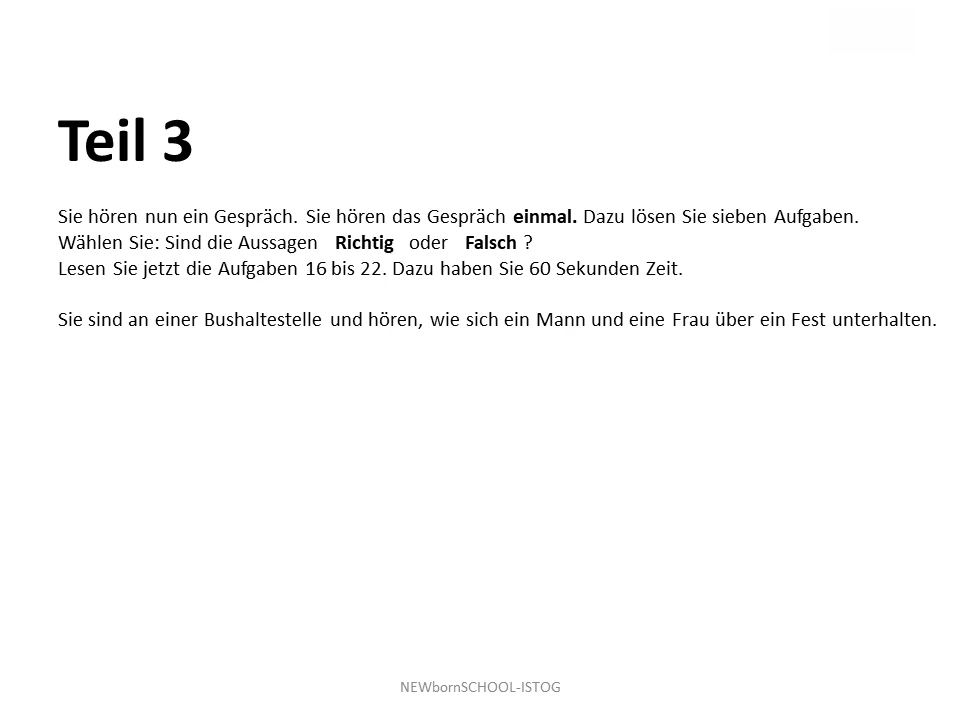 Teil 3
Sie hören nun ein Gespräch. Sie hören das Gespräch einmal. Dazu lösen Sie sieben Aufgaben.
Wählen Sie: Sind die Aussagen Richtig oder Falsch ?
Lesen Sie jetzt die Aufgaben 16 bis 22. Dazu haben Sie 60 Sekunden Zeit.
Sie sind an einer Bushaltestelle und hören, wie sich ein Mann und eine Frau über ein Fest unterhalten.
NEWbornSCHOOL-ISTOG